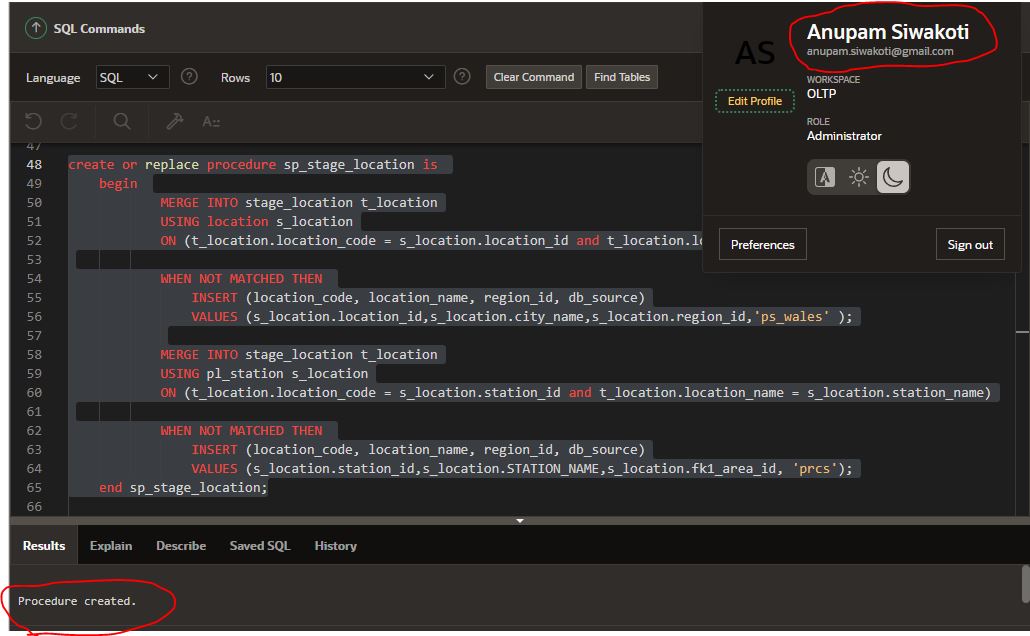 SQL Commands
Language SQL Rows 10 Clear Command Find Tables
AS
Anupam Siwakoti
anupam.siwakoti@gmail.com
Edit Profile
WORKSPACE
OLTP
ROLE
Administrator
Preferences Sign out
47
48 create or replace procedure sp_stage_location is
49 begin
50 MERGE INTO stage_location t_location
51 USING location s_location
52 ON (t_location.location_code = s_location.location_id and t_location.lo
53
54 WHEN NOT MATCHED THEN
55 INSERT (location_code, location_name, region_id, db_source)
56 VALUES (s_location.location_id,s_location.city_name,s_location.region_id,'ps_wales' );
57
58 MERGE INTO stage_location t_location
59 USING pl_station s_location
60 ON (t_location.location_code = s_location.station_id and t_location.location_name = s_location.station_name)
61
62 WHEN NOT MATCHED THEN
63 INSERT (location_code, location_name, region_id, db_source)
64 VALUES (s_location.station_id,s_location.STATION_NAME,s_location.fk1_area_id, 'prcs');
65 end sp_stage_location;
66
Results Explain Describe Saved SQL History
Procedure created.